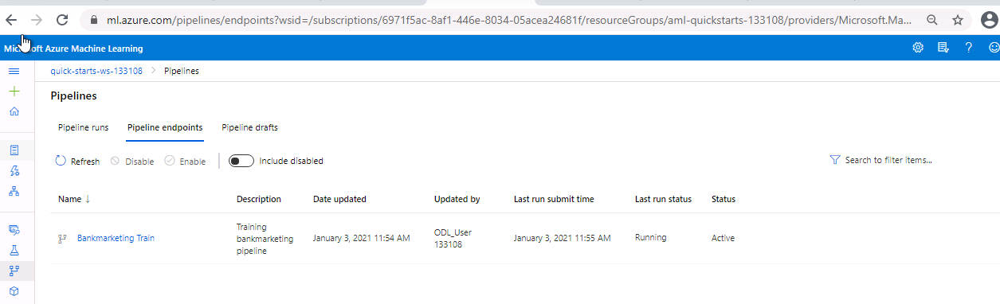 ml.azure.com/pipelines/endpoints?wsid=/subscriptions/6971f5ac-8af1-446e-8034-05acea24681f/resourceGroups/aml-quickstarts-133108/providers/Microsoft.Ma...
Microsoft Azure Machine Learning
quick-starts-ws-133108 > Pipelines
Pipelines
Pipeline runs Pipeline endpoints Pipeline drafts
Refresh Disable Enable Include disabled Search to filter items...
Name ↓ Description Date updated Updated by Last run submit time Last run status Status
Bankmarketing Train Training bankmarketing pipeline January 3, 2021 11:54 AM ODL_User 133108 January 3, 2021 11:55 AM Running Active